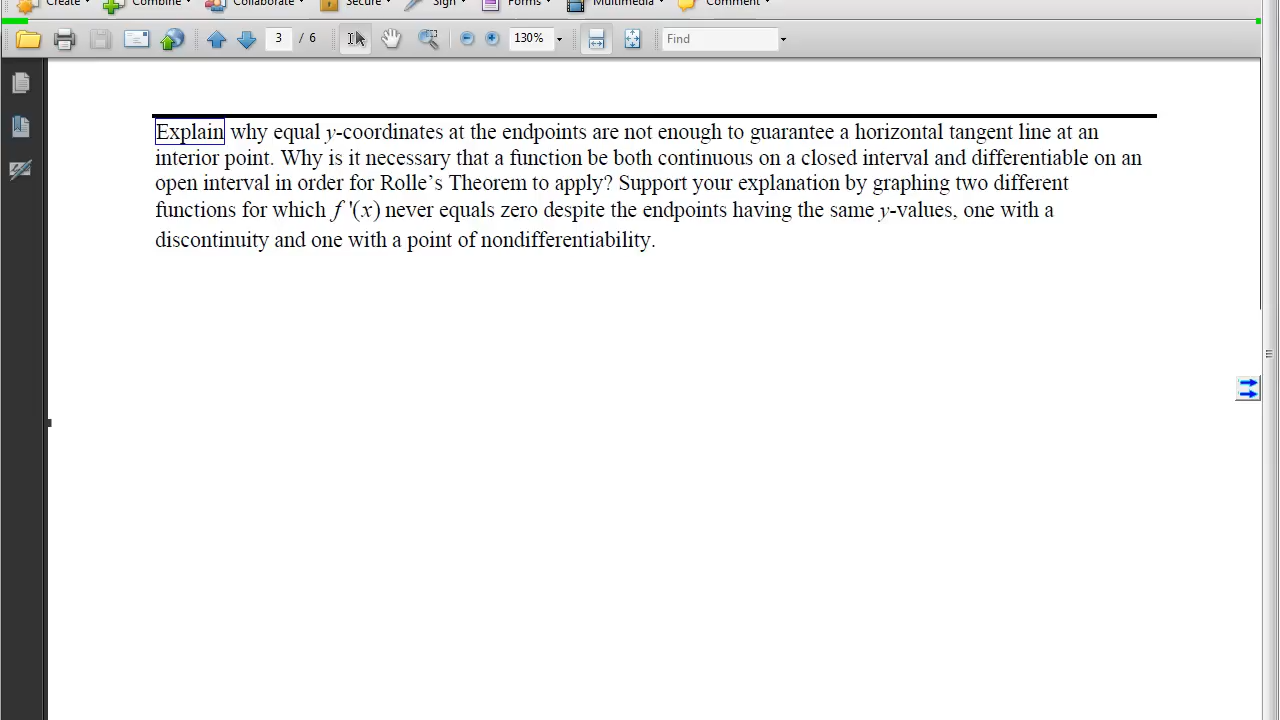 Create Combine Collaborate Secure Sign Forms Multimedia Comment
3 / 6 130% Find
Explain why equal y-coordinates at the endpoints are not enough to guarantee a horizontal tangent line at an
interior point. Why is it necessary that a function be both continuous on a closed interval and differentiable on an
open interval in order for Rolle’s Theorem to apply? Support your explanation by graphing two different
functions for which f '(x) never equals zero despite the endpoints having the same y-values, one with a
discontinuity and one with a point of nondifferentiability.